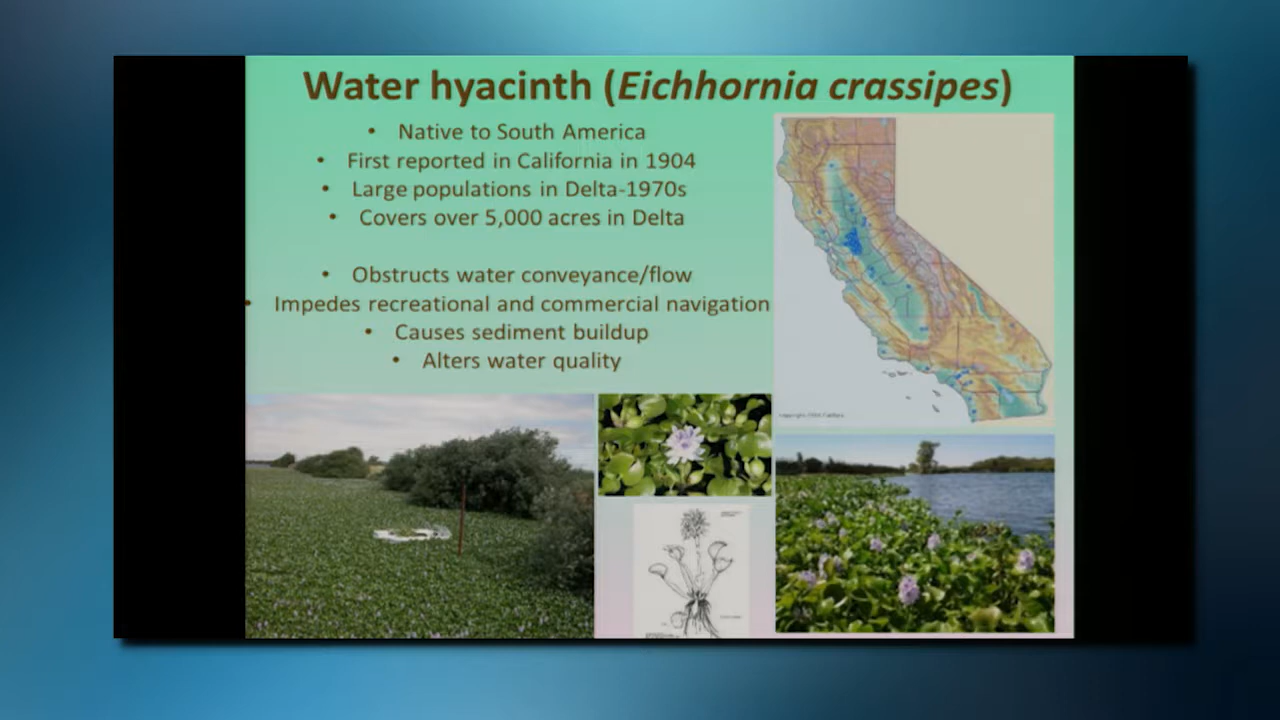 Water hyacinth (Eichhornia crassipes)
• Native to South America
• First reported in California in 1904
• Large populations in Delta-1970s
• Covers over 5,000 acres in Delta
• Obstructs water conveyance/flow
• Impedes recreational and commercial navigation
• Causes sediment buildup
• Alters water quality